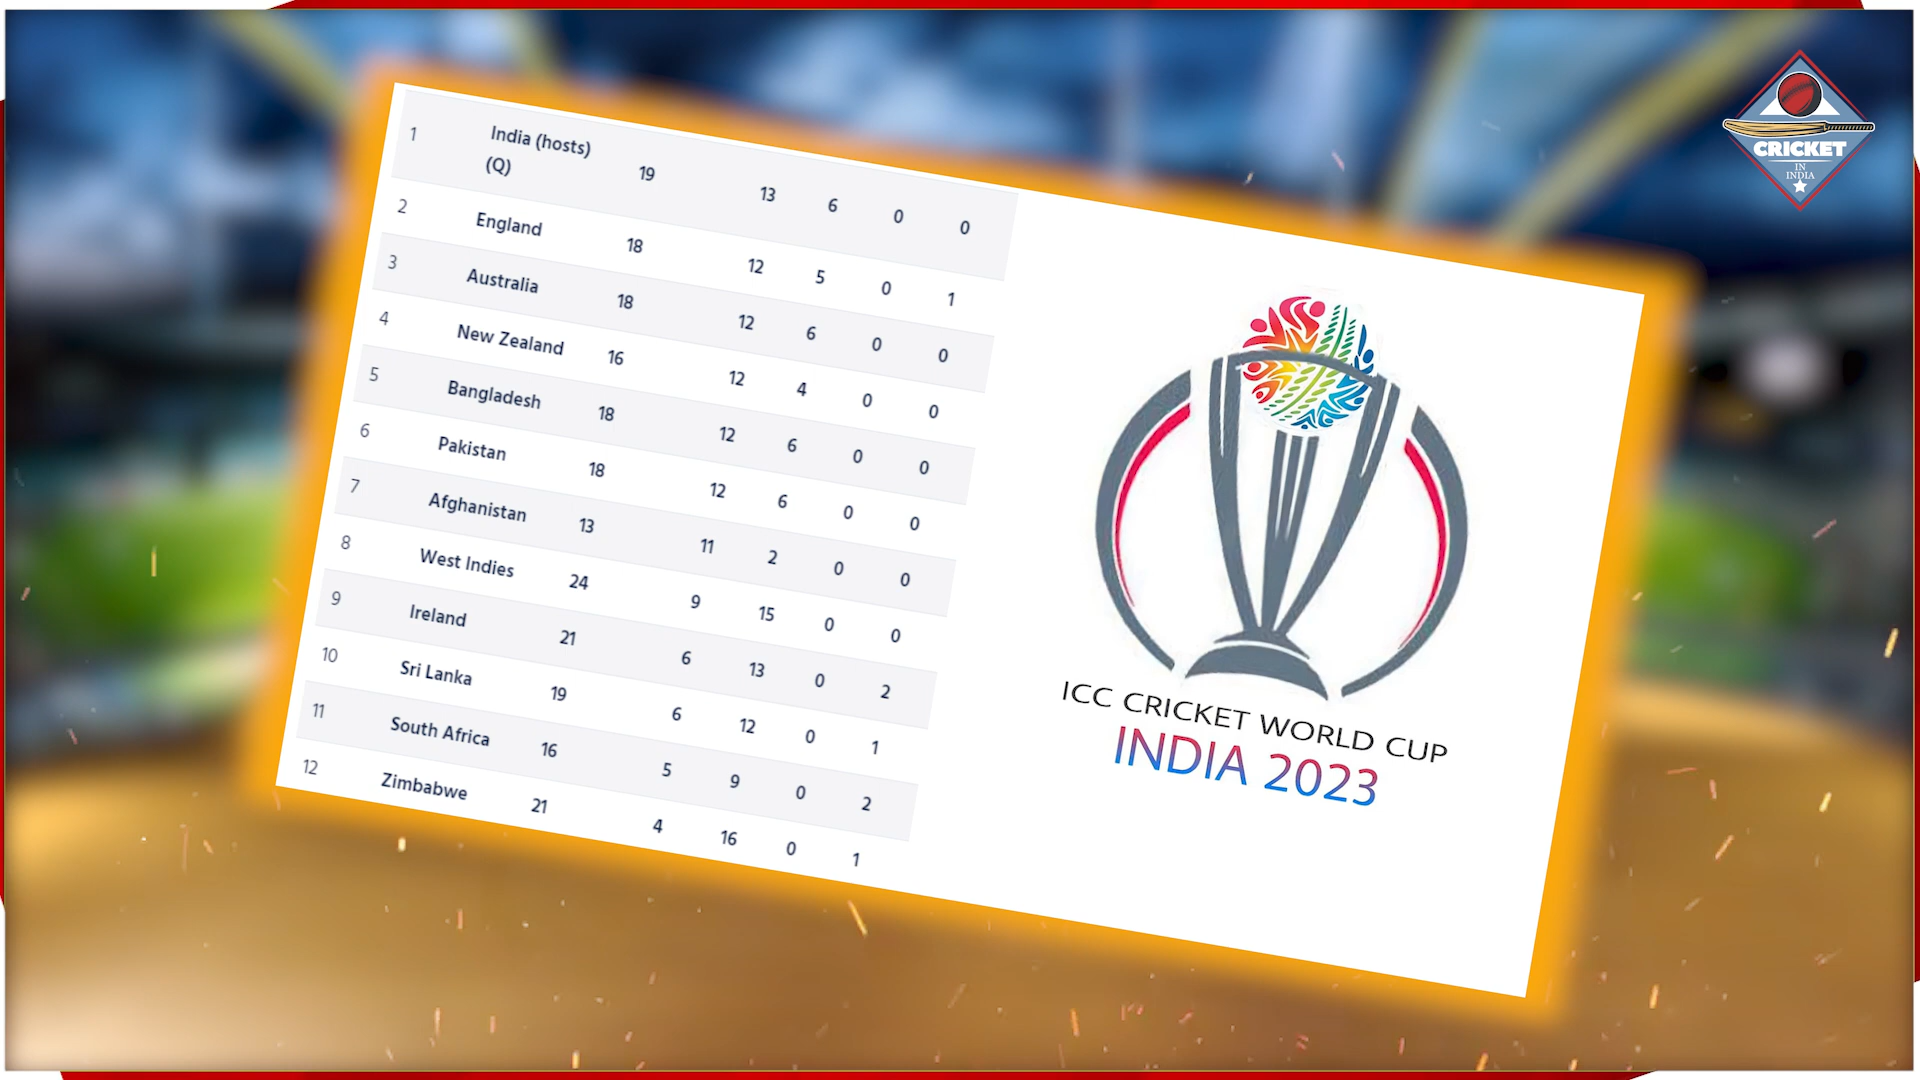 1 India (hosts) 19 13 6 0 0
(Q)
2 England 18 12 5 0 1
3 Australia 18 12 6 0 0
4 New Zealand 16 12 4 0 0
5 Bangladesh 18 12 6 0 0
6 Pakistan 18 12 6 0 0
7 Afghanistan 13 11 2 0 0
8 West Indies 24 9 15 0 0
9 Ireland 21 6 13 0 2
10 Sri Lanka 19 6 12 0 1
11 South Africa 16 5 9 0 2
12 Zimbabwe 21 4 16 0 1
ICC CRICKET WORLD CUP
INDIA 2023
CRICKET
IN
INDIA